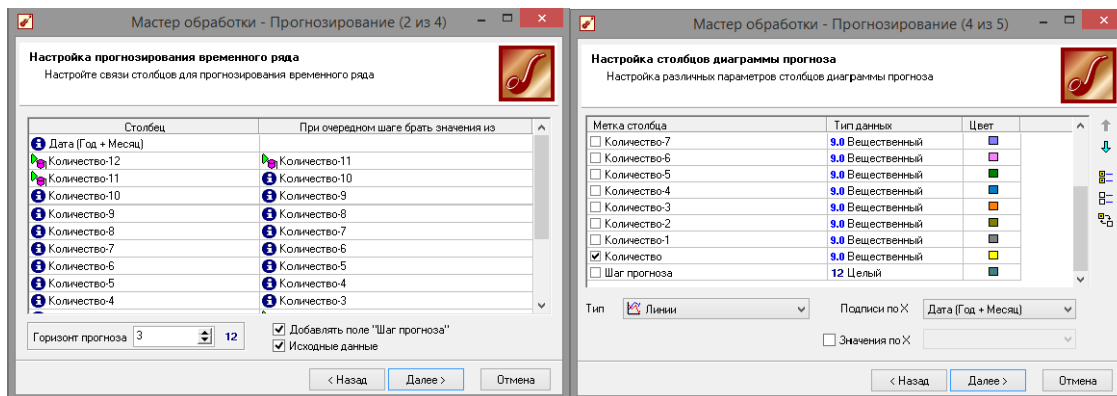 Мастер обработки - Прогнозирование (2 из 4)
Настройка прогнозирования временного ряда
Настройте связи столбцов для прогнозирования временного ряда
Столбец При очередном шаге брать значения из
Дата (Год + Месяц)
Количество-12 Количество-11
Количество-11 Количество-10
Количество-10 Количество-9
Количество-9 Количество-8
Количество-8 Количество-7
Количество-7 Количество-6
Количество-6 Количество-5
Количество-5 Количество-4
Количество-4 Количество-3
Горизонт прогноза 3 12
Добавлять поле "Шаг прогноза"
Исходные данные
< Назад Далее > Отмена
Мастер обработки - Прогнозирование (4 из 5)
Настройка столбцов диаграммы прогноза
Настройка различных параметров столбцов диаграммы прогноза
Метка столбца Тип данных Цвет
Количество-7 9.0 Вещественный
Количество-6 9.0 Вещественный
Количество-5 9.0 Вещественный
Количество-4 9.0 Вещественный
Количество-3 9.0 Вещественный
Количество-2 9.0 Вещественный
Количество-1 9.0 Вещественный
Количество 9.0 Вещественный
Шаг прогноза 12 Целый
Тип Линии Подписи по X Дата (Год + Месяц)
Значения по X
< Назад Далее > Отмена